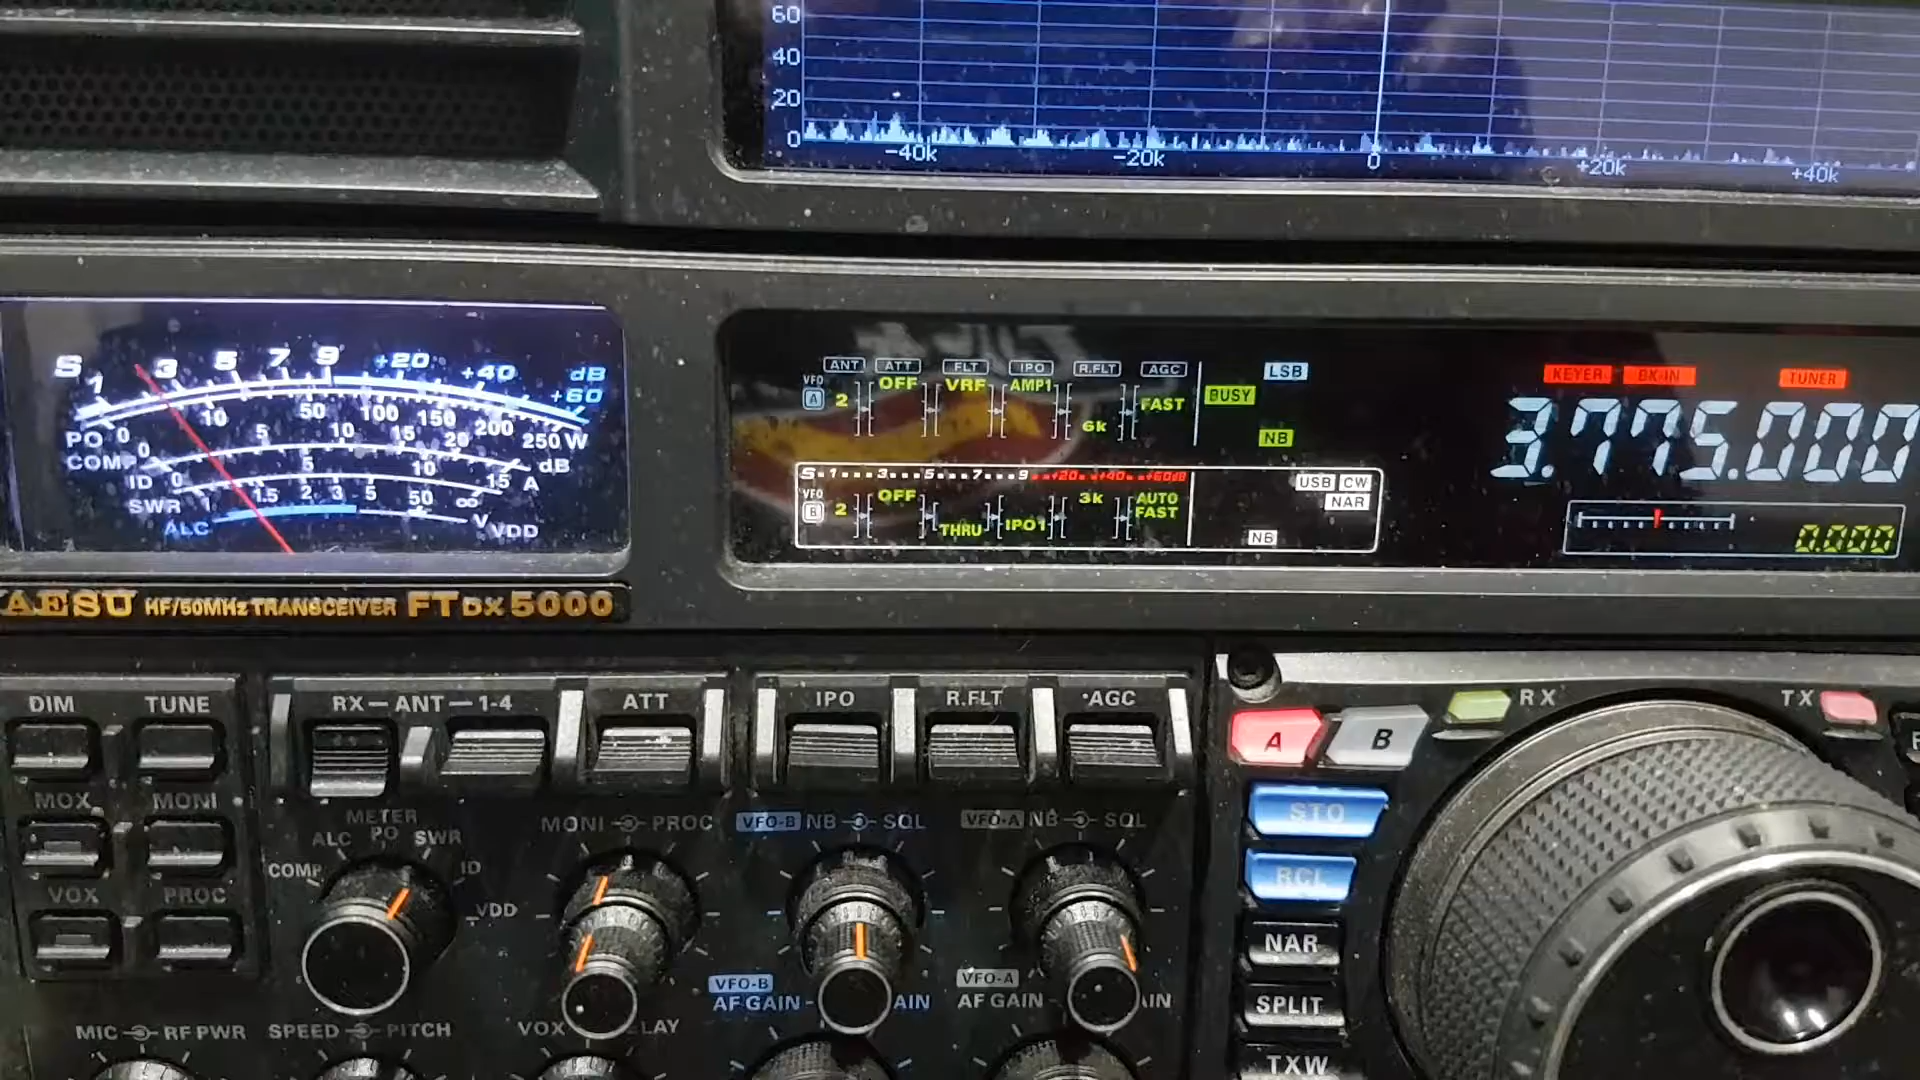 60
40
20
0
-40k -20k 0 +20k +40k
S 1 3 5 7 9 +20 +40 +60 dB
PO 0 10 50 100 150 200 250 W
COMP 0 5 10 15 20 dB
ID 0 5 10 15 A
SWR 1 1.5 2 3 5 50 ∞
ALC V VDD
ANT ATT FLT IPO R.FLT AGC
VFO A 2 OFF VRF AMP1 6k FAST
BUSY LSB
NB
KEYER BK-IN TUNER
3.775.000
S 1 3 5 7 9 +20 +40 +60dB
VFO B 2 OFF THRU IPO1 3k AUTO FAST
USB CW
NAR
NB
0.000
AESU HF/50MHz TRANSCEIVER FTDX5000
DIM TUNE
RX-ANT-1-4 ATT IPO R.FLT AGC
A B RX TX
MOX MONI
METER
COMP ALC PO SWR ID VDD
MONI PROC
VFO-B NB SQL
VFO-A NB SQL
STO
RCL
VOX PROC
NAR
VFO-B
AF GAIN AIN
VFO-A
AF GAIN IN
SPLIT
MIC RF PWR SPEED PITCH VOX ELAY
TXW